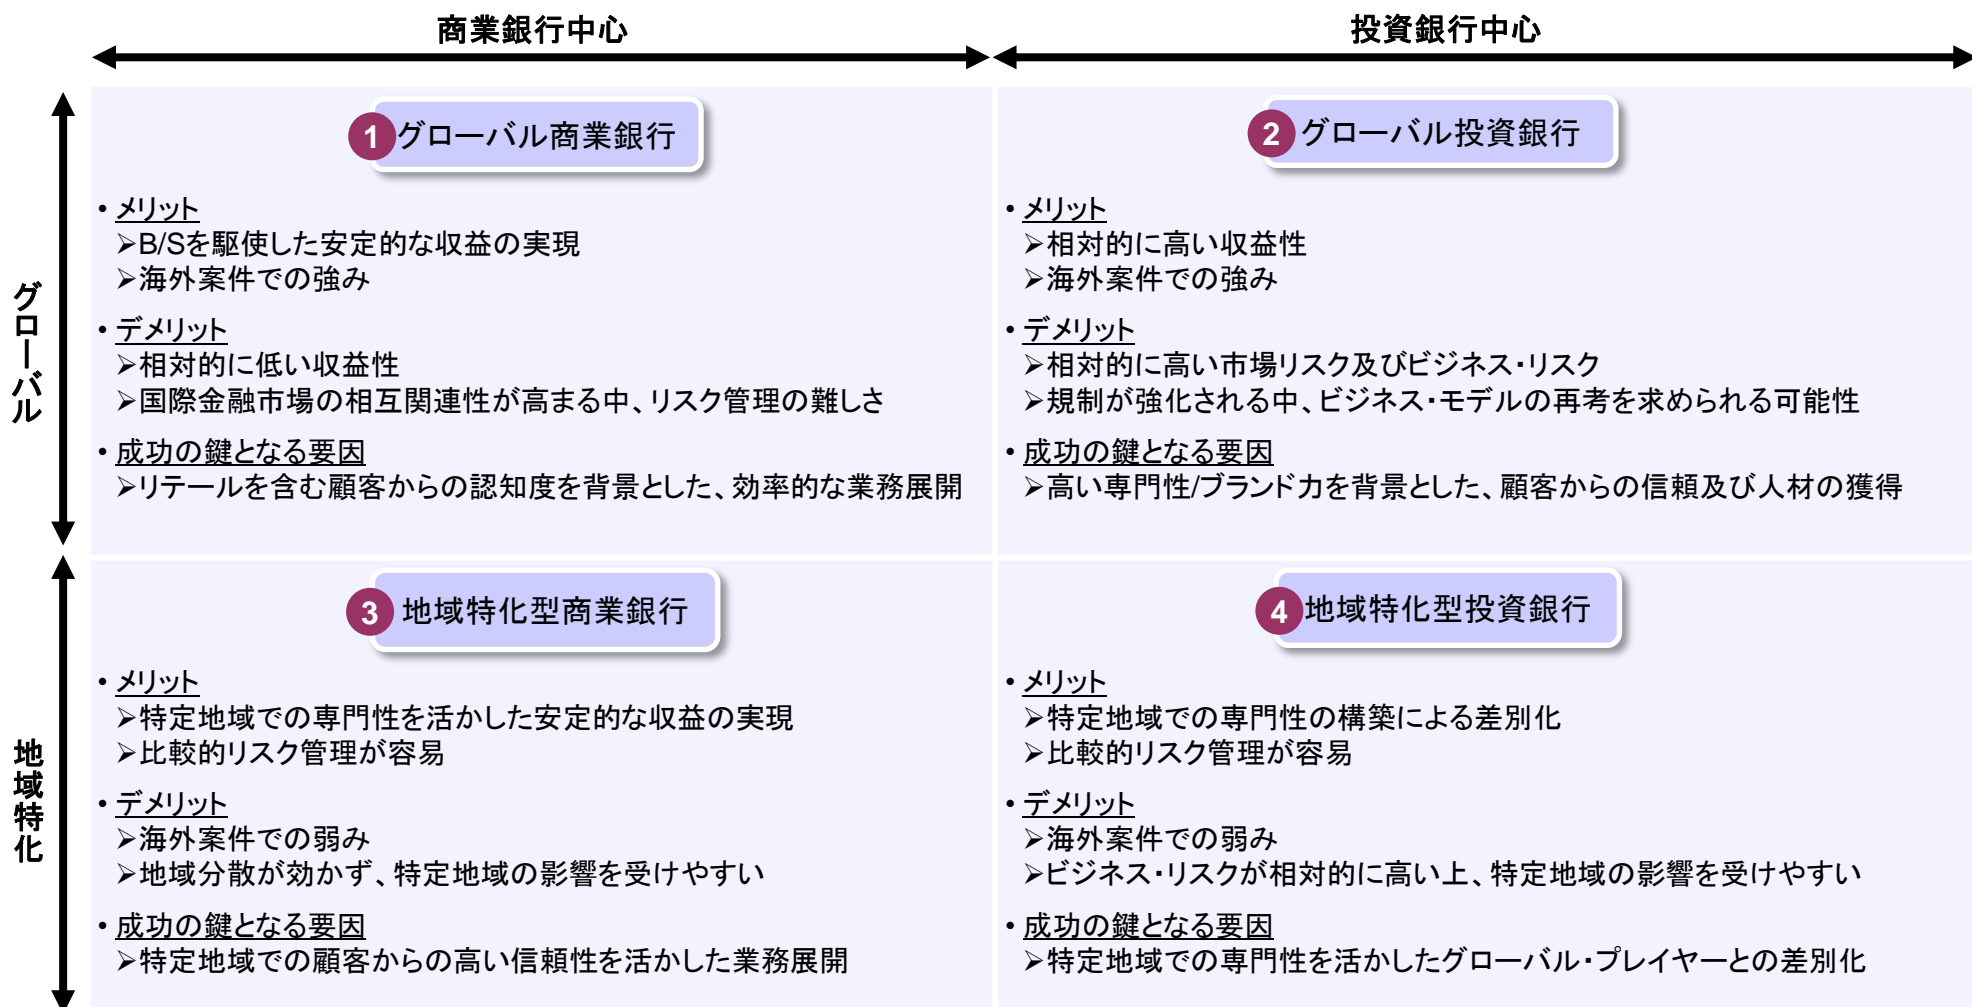 商業銀行中心
投資銀行中心
グローバル
1 グローバル商業銀行
• メリット
➢B/Sを駆使した安定的な収益の実現
➢海外案件での強み
• デメリット
➢相対的に低い収益性
➢国際金融市場の相互関連性が高まる中、リスク管理の難しさ
• 成功の鍵となる要因
➢リテールを含む顧客からの認知度を背景とした、効率的な業務展開
2 グローバル投資銀行
• メリット
➢相対的に高い収益性
➢海外案件での強み
• デメリット
➢相対的に高い市場リスク及びビジネス・リスク
➢規制が強化される中、ビジネス・モデルの再考を求められる可能性
• 成功の鍵となる要因
➢高い専門性/ブランド力を背景とした、顧客からの信頼及び人材の獲得
地域特化
3 地域特化型商業銀行
• メリット
➢特定地域での専門性を活かした安定的な収益の実現
➢比較的リスク管理が容易
• デメリット
➢海外案件での弱み
➢地域分散が効かず、特定地域の影響を受けやすい
• 成功の鍵となる要因
➢特定地域での顧客からの高い信頼性を活かした業務展開
4 地域特化型投資銀行
• メリット
➢特定地域での専門性の構築による差別化
➢比較的リスク管理が容易
• デメリット
➢海外案件での弱み
➢ビジネス・リスクが相対的に高い上、特定地域の影響を受けやすい
• 成功の鍵となる要因
➢特定地域での専門性を活かしたグローバル・プレイヤーとの差別化